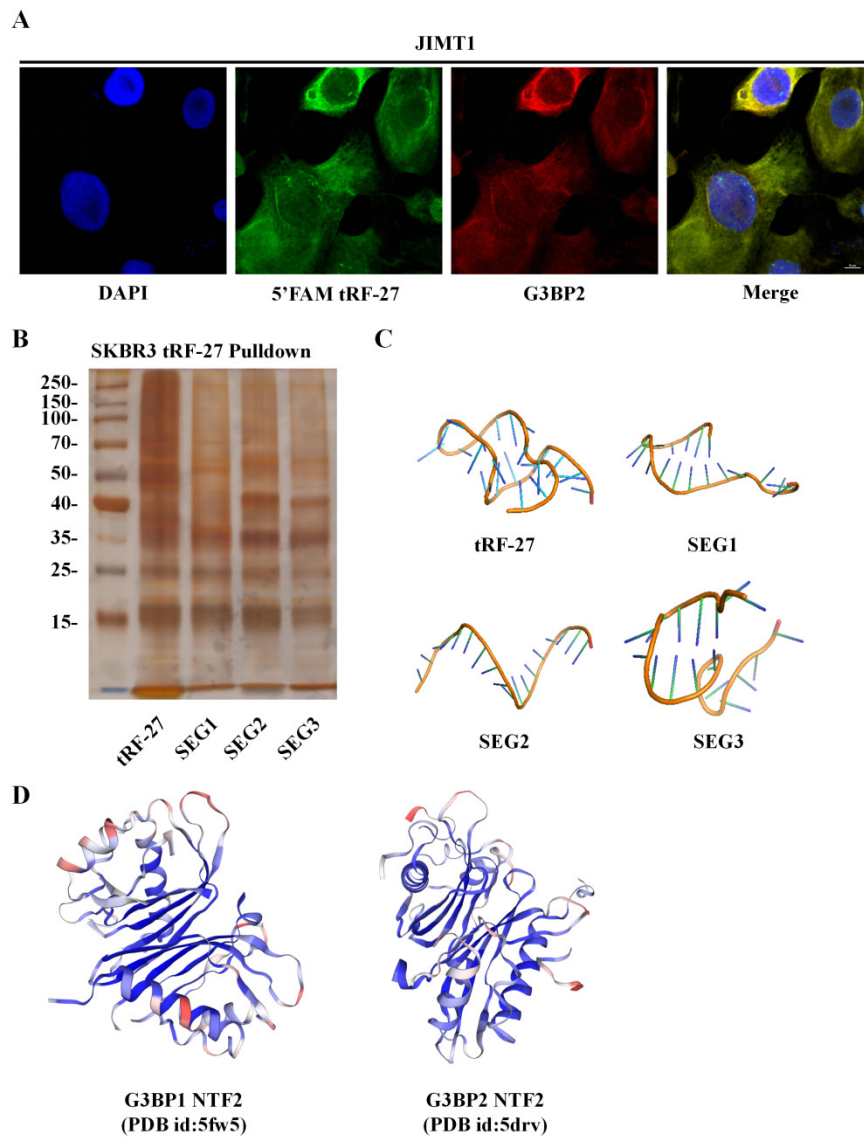 A
JIMT1
DAPI
5'FAM tRF-27
G3BP2
Merge
B
SKBR3 tRF-27 Pulldown
250-
150-
100-
70-
50-
40-
35-
25-
15-
tRF-27
SEG1
SEG2
SEG3
C
tRF-27
SEG1
SEG2
SEG3
D
G3BP1 NTF2
(PDB id:5fw5)
G3BP2 NTF2
(PDB id:5drv)